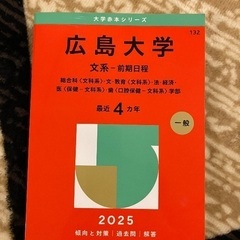 大学赤本シリーズ
132
広島大学
文系−前期日程
総合科〈文科系〉・文・教育〈文科系〉・法・経済・
医〈保健−文科系〉・歯〈口腔保健−文科系〉学部
最近4カ年
一般
2025
傾向と対策｜過去問｜解答